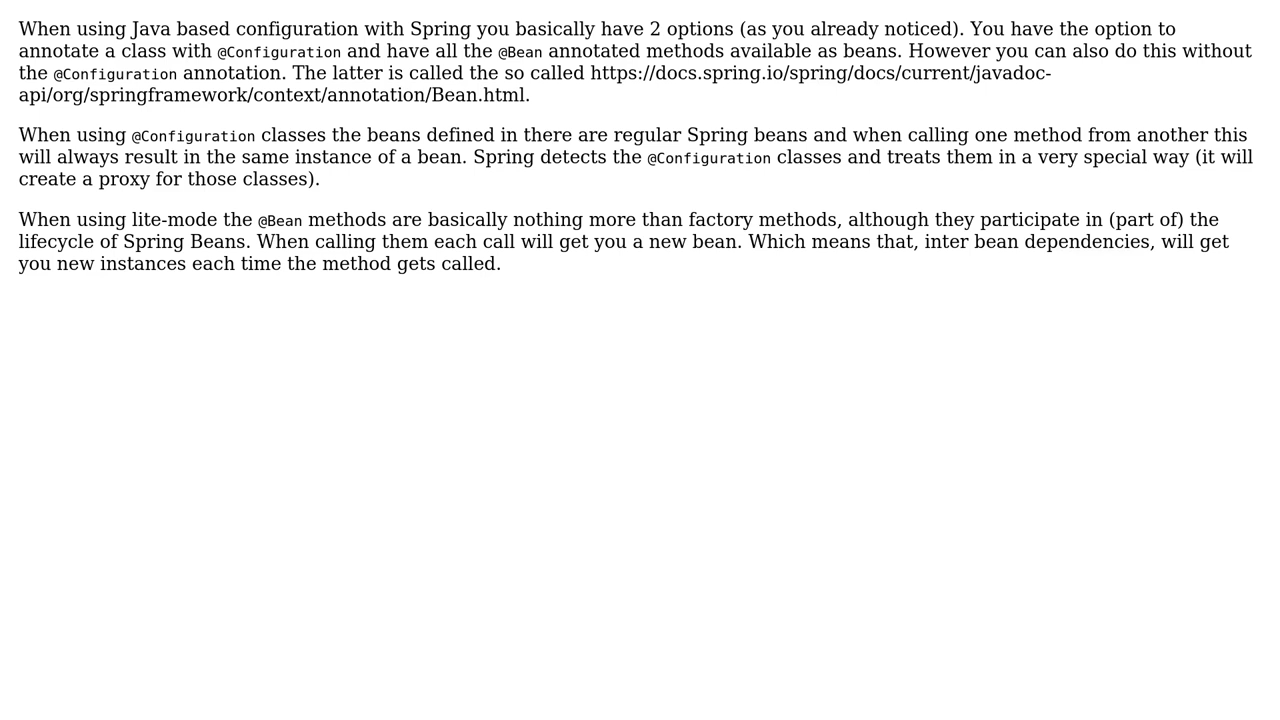 When using Java based configuration with Spring you basically have 2 options (as you already noticed). You have the option to
annotate a class with @Configuration and have all the @Bean annotated methods available as beans. However you can also do this without
the @Configuration annotation. The latter is called the so called https://docs.spring.io/spring/docs/current/javadoc-
api/org/springframework/context/annotation/Bean.html.
When using @Configuration classes the beans defined in there are regular Spring beans and when calling one method from another this
will always result in the same instance of a bean. Spring detects the @Configuration classes and treats them in a very special way (it will
create a proxy for those classes).
When using lite-mode the @Bean methods are basically nothing more than factory methods, although they participate in (part of) the
lifecycle of Spring Beans. When calling them each call will get you a new bean. Which means that, inter bean dependencies, will get
you new instances each time the method gets called.